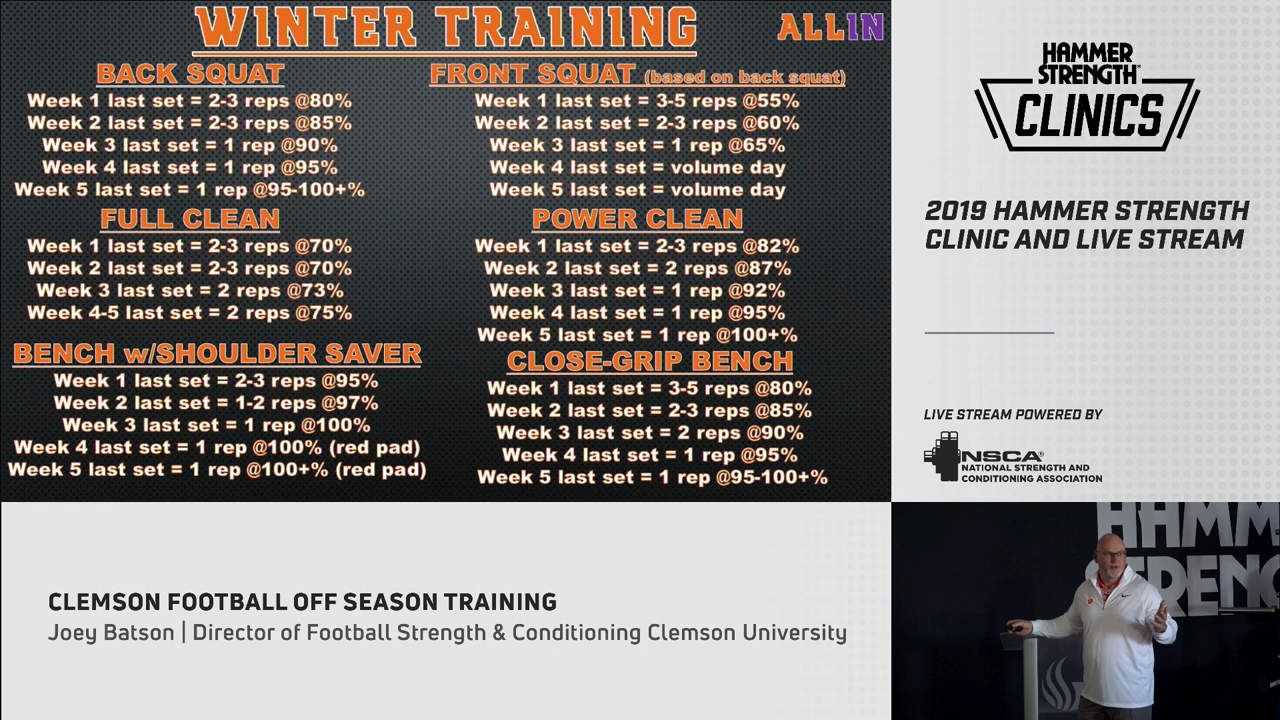 WINTER TRAINING
ALLIN
BACK SQUAT
Week 1 last set = 2-3 reps @80%
Week 2 last set = 2-3 reps @85%
Week 3 last set = 1 rep @90%
Week 4 last set = 1 rep @95%
Week 5 last set = 1 rep @95-100+%
FRONT SQUAT (based on back squat)
Week 1 last set = 3-5 reps @55%
Week 2 last set = 2-3 reps @60%
Week 3 last set = 1 rep @65%
Week 4 last set = volume day
Week 5 last set = volume day
FULL CLEAN
Week 1 last set = 2-3 reps @70%
Week 2 last set = 2-3 reps @70%
Week 3 last set = 2 reps @73%
Week 4-5 last set = 2 reps @75%
POWER CLEAN
Week 1 last set = 2-3 reps @82%
Week 2 last set = 2 reps @87%
Week 3 last set = 1 rep @92%
Week 4 last set = 1 rep @95%
Week 5 last set = 1 rep @100+%
BENCH w/SHOULDER SAVER
Week 1 last set = 2-3 reps @95%
Week 2 last set = 1-2 reps @97%
Week 3 last set = 1 rep @100%
Week 4 last set = 1 rep @100% (red pad)
Week 5 last set = 1 rep @100+% (red pad)
CLOSE-GRIP BENCH
Week 1 last set = 3-5 reps @80%
Week 2 last set = 2-3 reps @85%
Week 3 last set = 2 reps @90%
Week 4 last set = 1 rep @95%
Week 5 last set = 1 rep @95-100+%
HAMMER
STRENGTH®
CLINICS
2019 HAMMER STRENGTH
CLINIC AND LIVE STREAM
LIVE STREAM POWERED BY
NSCA®
NATIONAL STRENGTH AND
CONDITIONING ASSOCIATION
CLEMSON FOOTBALL OFF SEASON TRAINING
Joey Batson | Director of Football Strength & Conditioning Clemson University
HAMM
STRENG